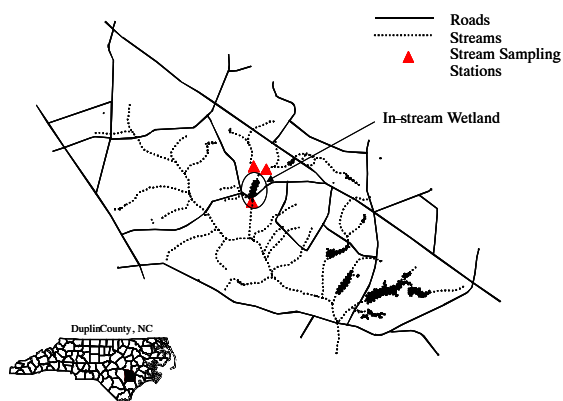 Roads
Streams
Stream Sampling
Stations
In-stream Wetland
DuplinCounty, NC